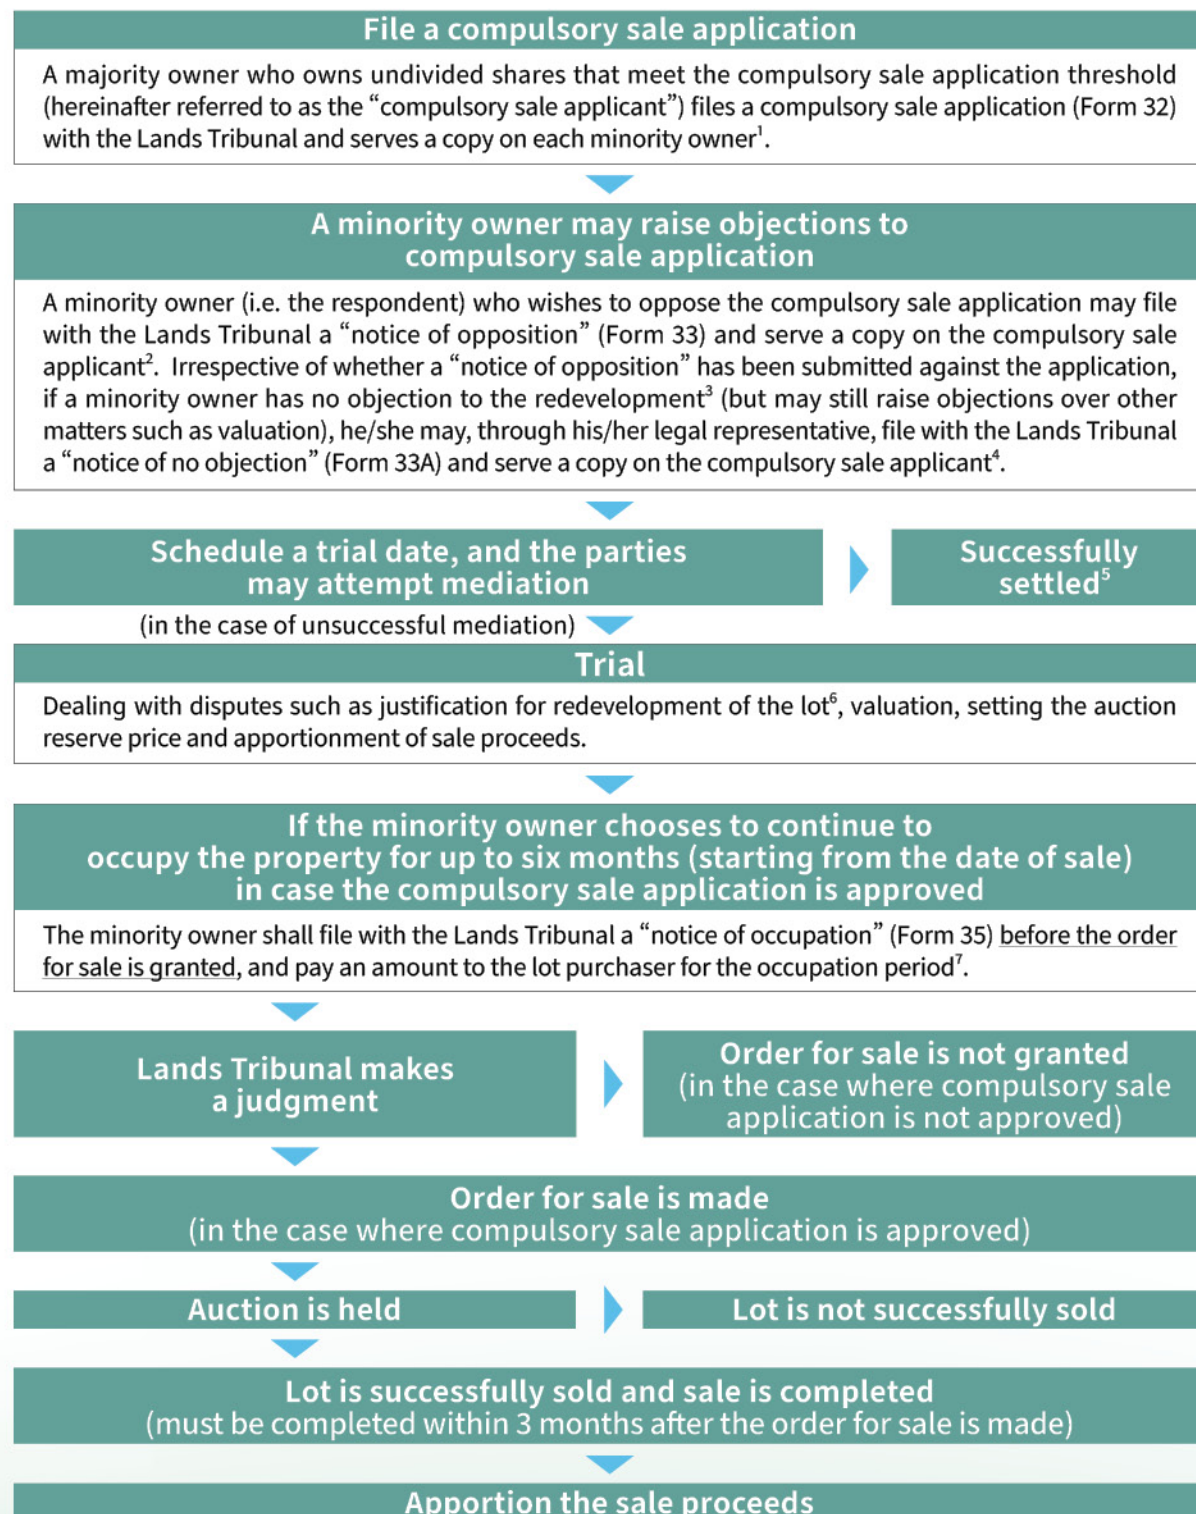 File a compulsory sale application
A majority owner who owns undivided shares that meet the compulsory sale application threshold
(hereinafter referred to as the “compulsory sale applicant”) files a compulsory sale application (Form 32)
with the Lands Tribunal and serves a copy on each minority owner¹.
A minority owner may raise objections to
compulsory sale application
A minority owner (i.e. the respondent) who wishes to oppose the compulsory sale application may file
with the Lands Tribunal a “notice of opposition” (Form 33) and serve a copy on the compulsory sale
applicant². Irrespective of whether a “notice of opposition” has been submitted against the application,
if a minority owner has no objection to the redevelopment³ (but may still raise objections over other
matters such as valuation), he/she may, through his/her legal representative, file with the Lands Tribunal
a “notice of no objection” (Form 33A) and serve a copy on the compulsory sale applicant⁴.
Schedule a trial date, and the parties
may attempt mediation
Successfully
settled⁵
(in the case of unsuccessful mediation)
Trial
Dealing with disputes such as justification for redevelopment of the lot⁶, valuation, setting the auction
reserve price and apportionment of sale proceeds.
If the minority owner chooses to continue to
occupy the property for up to six months (starting from the date of sale)
in case the compulsory sale application is approved
The minority owner shall file with the Lands Tribunal a “notice of occupation” (Form 35) before the order
for sale is granted, and pay an amount to the lot purchaser for the occupation period⁷.
Lands Tribunal makes
a judgment
Order for sale is not granted
(in the case where compulsory sale
application is not approved)
Order for sale is made
(in the case where compulsory sale application is approved)
Auction is held
Lot is not successfully sold
Lot is successfully sold and sale is completed
(must be completed within 3 months after the order for sale is made)
Apportion the sale proceeds